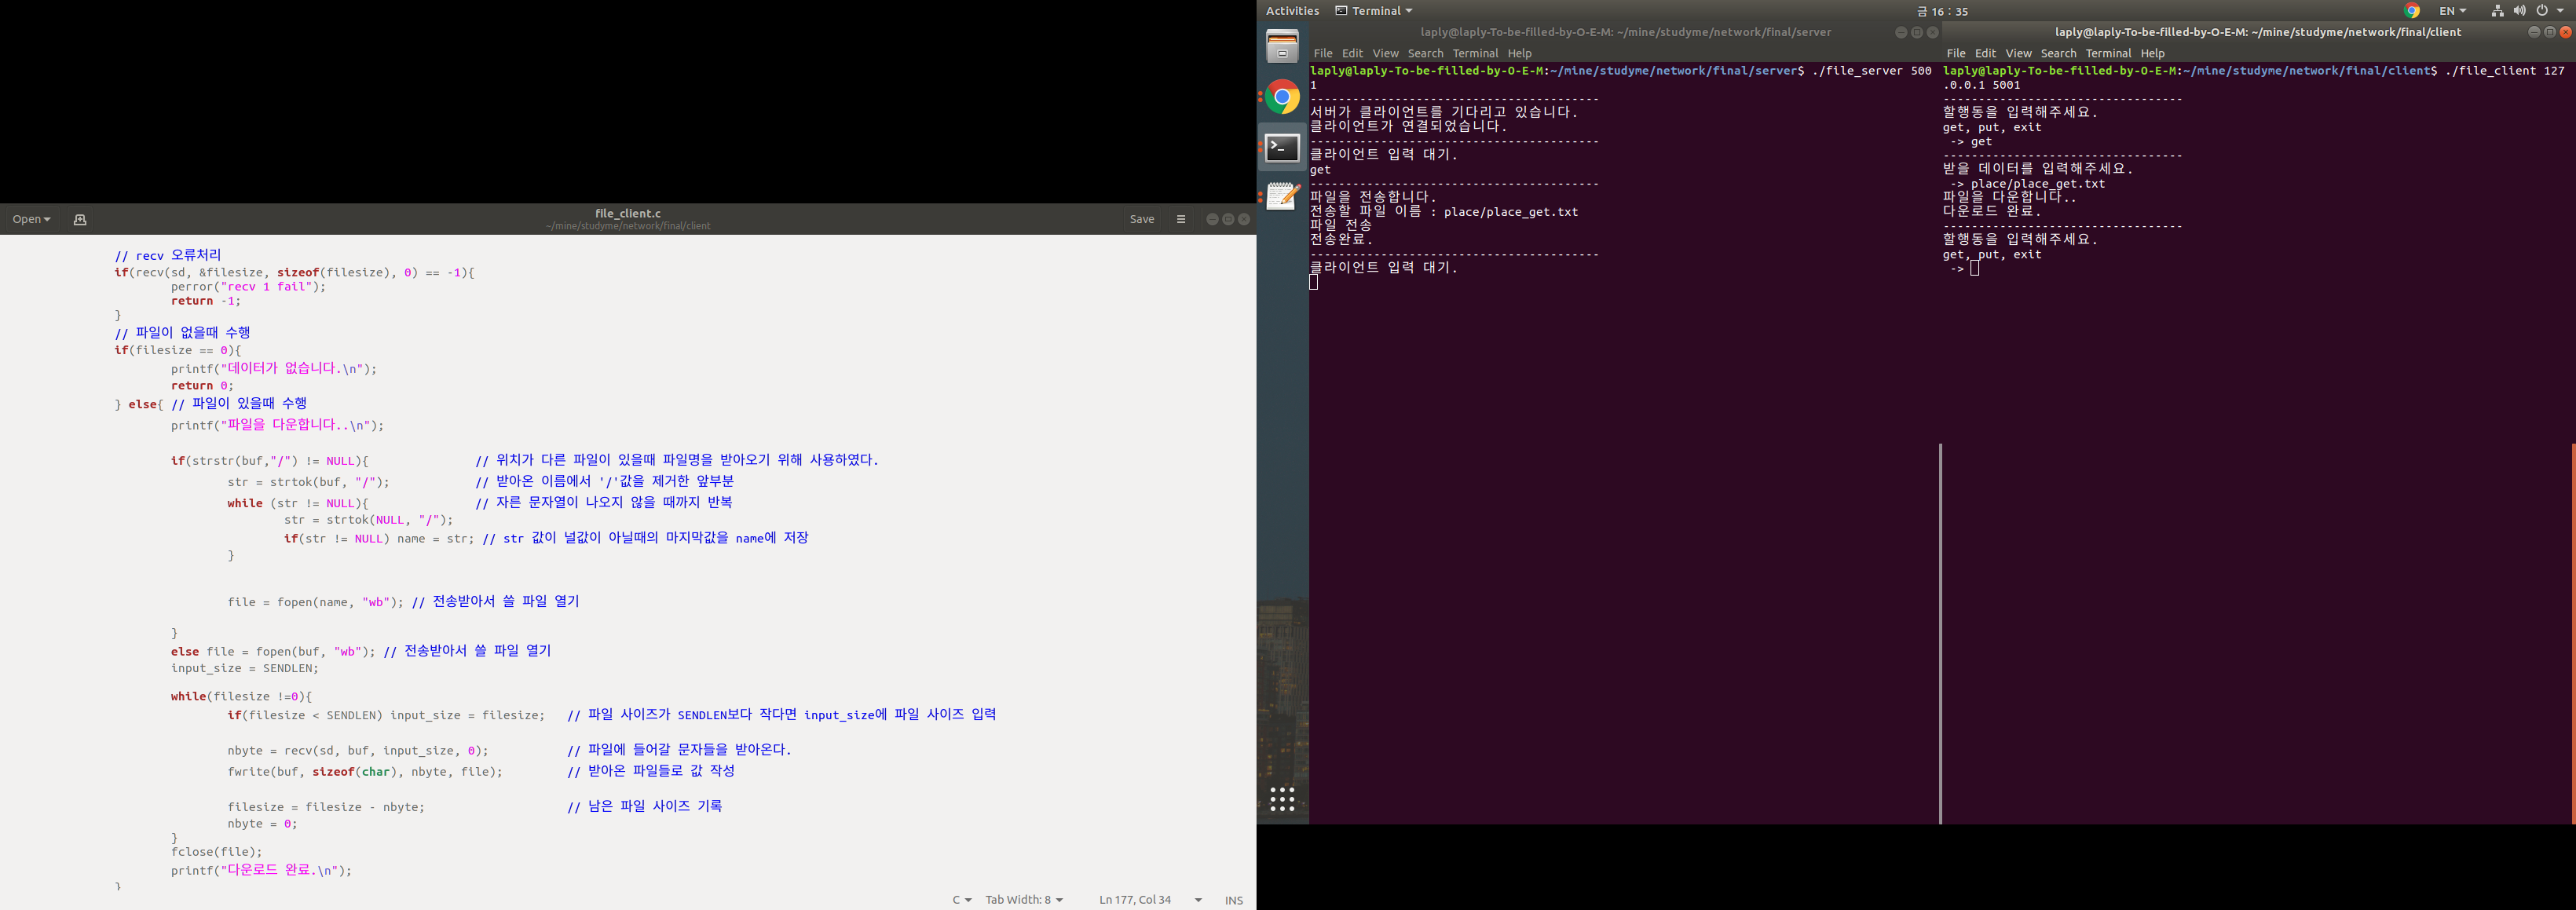 Open
file_client.c
~/mine/studyme/network/final/client
Save
// recv 오류처리
if(recv(sd, &filesize, sizeof(filesize), 0) == -1){
perror("recv 1 fail");
return -1;
}
// 파일이 없을때 수행
if(filesize == 0){
printf("데이터가 없습니다.\n");
return 0;
} else{ // 파일이 있을때 수행
printf("파일을 다운합니다..\n");
if(strstr(buf,"/") != NULL){ // 위치가 다른 파일이 있을때 파일명을 받아오기 위해 사용하였다.
str = strtok(buf, "/"); // 받아온 이름에서 '/'값을 제거한 앞부분
while (str != NULL){ // 자른 문자열이 나오지 않을 때까지 반복
str = strtok(NULL, "/");
if(str != NULL) name = str; // str 값이 널값이 아닐때의 마지막값을 name에 저장
}
file = fopen(name, "wb"); // 전송받아서 쓸 파일 열기
}
else file = fopen(buf, "wb"); // 전송받아서 쓸 파일 열기
input_size = SENDLEN;
while(filesize !=0){
if(filesize < SENDLEN) input_size = filesize; // 파일 사이즈가 SENDLEN보다 작다면 input_size에 파일 사이즈 입력
nbyte = recv(sd, buf, input_size, 0); // 파일에 들어갈 문자들을 받아온다.
fwrite(buf, sizeof(char), nbyte, file); // 받아온 파일들로 값 작성
filesize = filesize - nbyte; // 남은 파일 사이즈 기록
nbyte = 0;
}
fclose(file);
printf("다운로드 완료.\n");
}
C Tab Width: 8 Ln 177, Col 34 INS
Activities Terminal 금 16 : 35 EN
laply@laply-To-be-filled-by-O-E-M: ~/mine/studyme/network/final/server
File Edit View Search Terminal Help
laply@laply-To-be-filled-by-O-E-M:~/mine/studyme/network/final/server$ ./file_server 500
1
-----------------------------------------
서버가 클라이언트를 기다리고 있습니다.
클라이언트가 연결되었습니다.
-----------------------------------------
클라이언트 입력 대기.
get
-----------------------------------------
파일을 전송합니다.
전송할 파일 이름 : place/place_get.txt
파일 전송
전송완료.
-----------------------------------------
클라이언트 입력 대기.
laply@laply-To-be-filled-by-O-E-M: ~/mine/studyme/network/final/client
File Edit View Search Terminal Help
laply@laply-To-be-filled-by-O-E-M:~/mine/studyme/network/final/client$ ./file_client 127
.0.0.1 5001
----------------------------------
할행동을 입력해주세요.
get, put, exit
-> get
----------------------------------
받을 데이터를 입력해주세요.
-> place/place_get.txt
파일을 다운합니다..
다운로드 완료.
----------------------------------
할행동을 입력해주세요.
get, put, exit
->